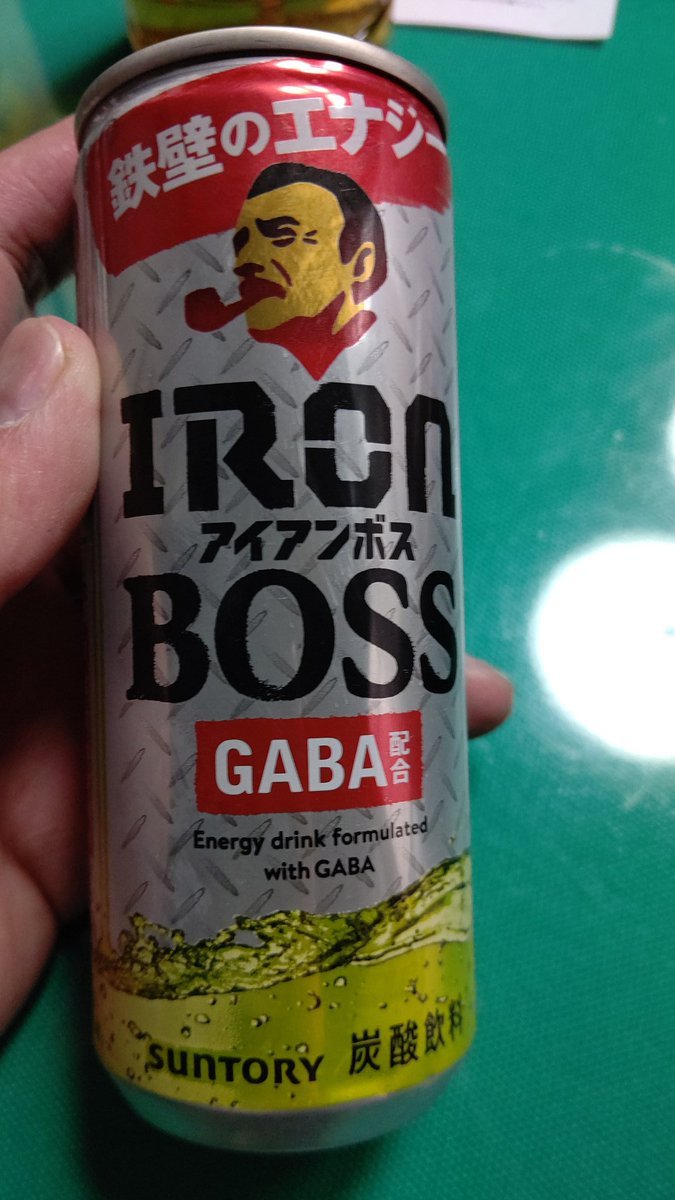 鉄壁のエナジー
IRON
アイアンボス
BOSS
GABA配合
Energy drink formulated
with GABA
SUNTORY 炭酸飲料